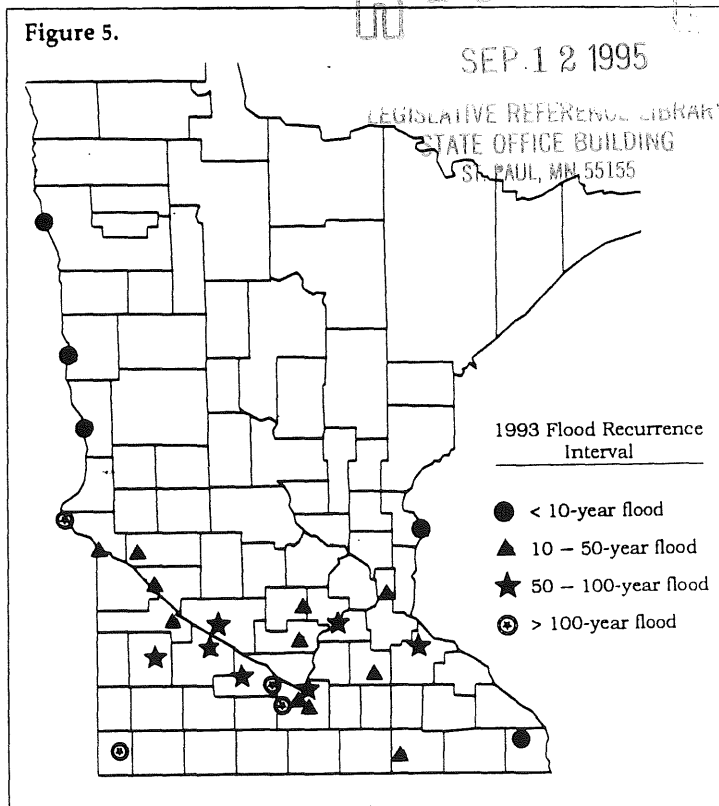 Figure 5.
SEP 12 1995
LEGISLATIVE REFERENCE LIBRARY
STATE OFFICE BUILDING
ST. PAUL, MN 55155
1993 Flood Recurrence
Interval
< 10-year flood
10 – 50-year flood
50 – 100-year flood
> 100-year flood